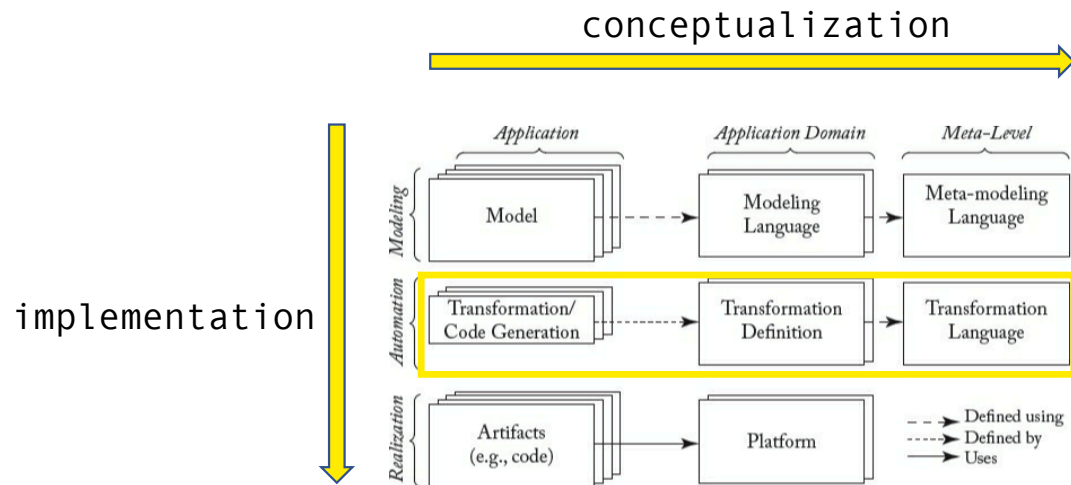 conceptualization
Application
Application Domain
Meta-Level
Modeling
Model
Modeling
Language
Meta-modeling
Language
implementation
Automation
Transformation/
Code Generation
Transformation
Definition
Transformation
Language
Realization
Artifacts
(e.g., code)
Platform
Defined using
Defined by
Uses